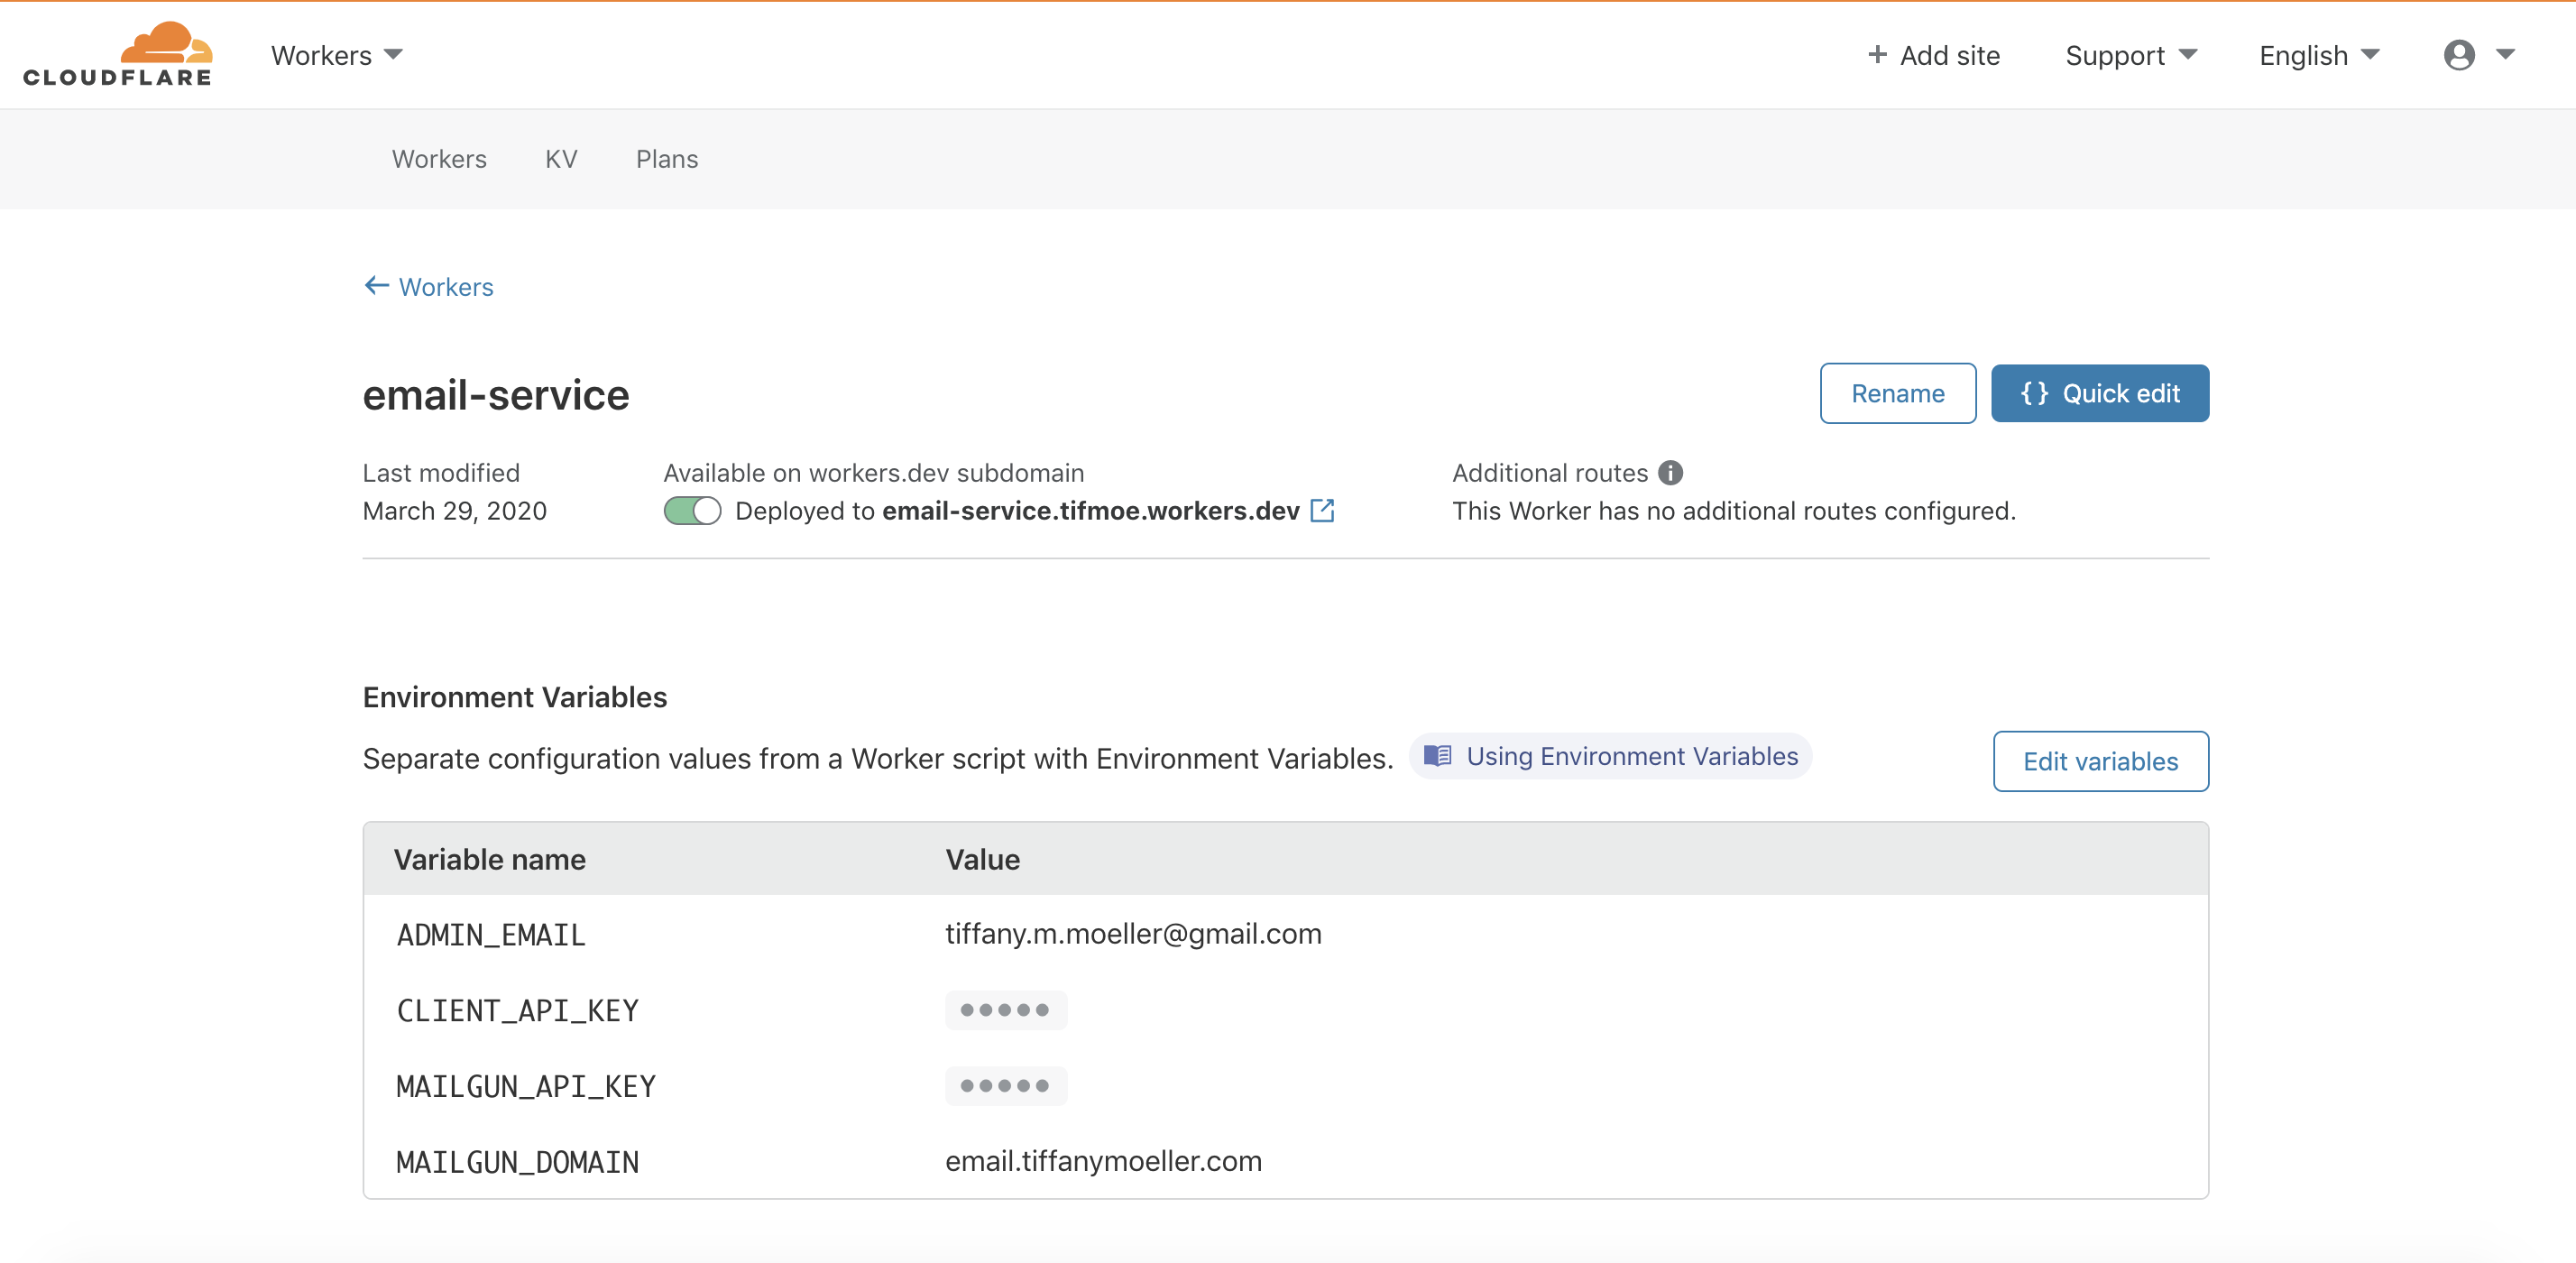 CLOUDFLARE
Workers
+ Add site
Support
English
Workers KV Plans
← Workers
email-service
Rename
{} Quick edit
Last modified
March 29, 2020
Available on workers.dev subdomain
Deployed to email-service.tifmoe.workers.dev
Additional routes
This Worker has no additional routes configured.
Environment Variables
Separate configuration values from a Worker script with Environment Variables.
Using Environment Variables
Edit variables
Variable name Value
ADMIN_EMAIL tiffany.m.moeller@gmail.com
CLIENT_API_KEY •••••
MAILGUN_API_KEY •••••
MAILGUN_DOMAIN email.tiffanymoeller.com